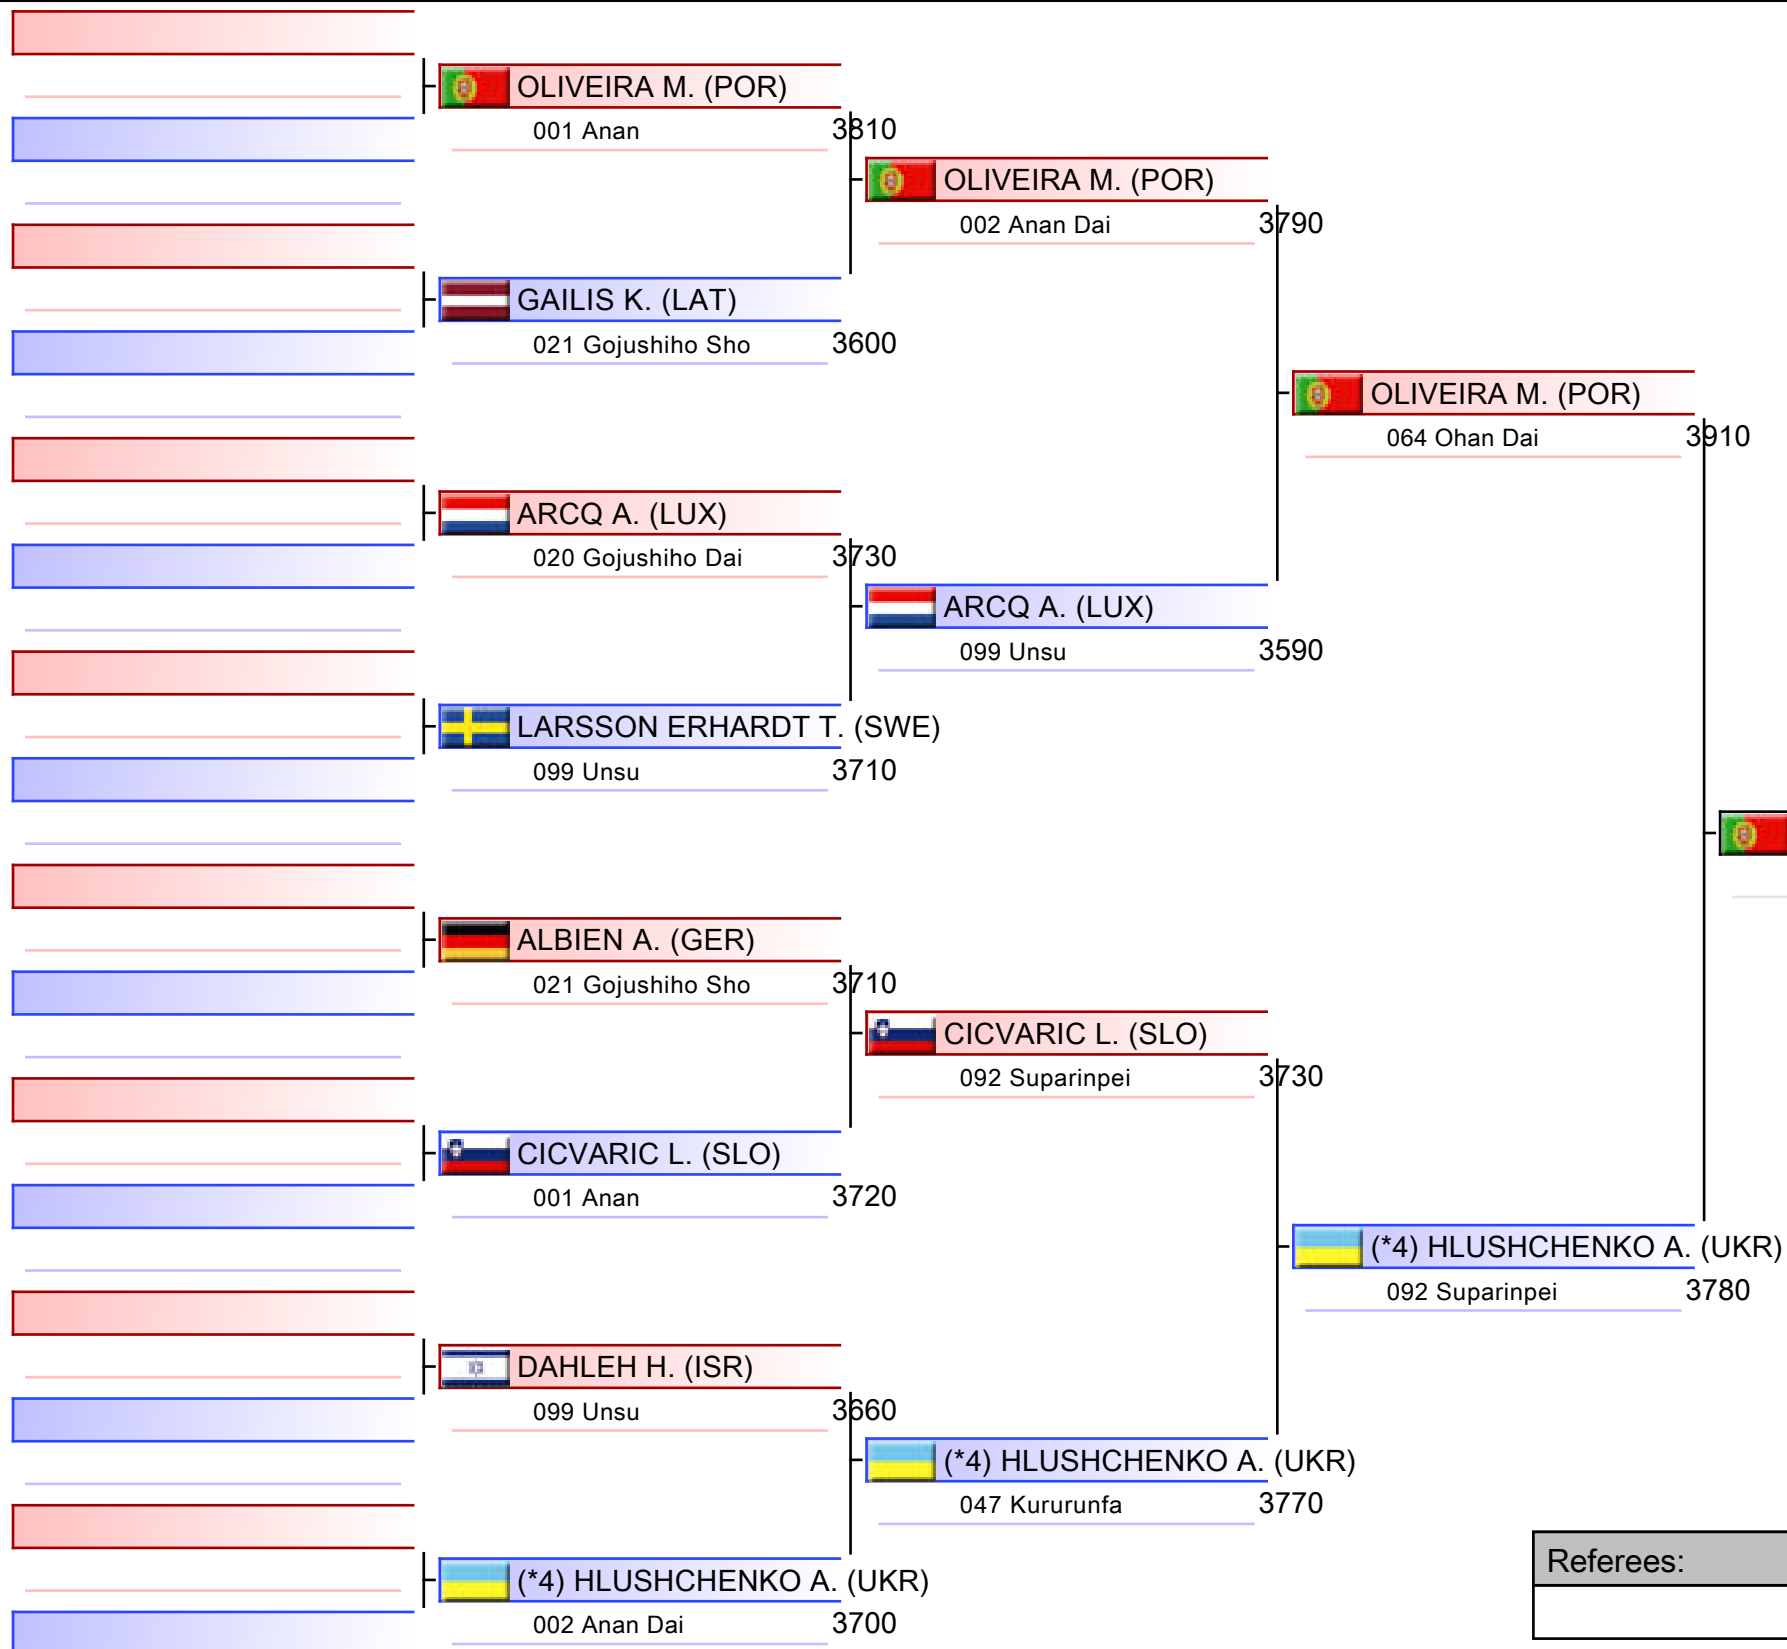 OLIVEIRA M. (POR)
001 Anan 3810
OLIVEIRA M. (POR)
002 Anan Dai 3790
GAILIS K. (LAT)
021 Gojushiho Sho 3600
OLIVEIRA M. (POR)
064 Ohan Dai 3910
ARCQ A. (LUX)
020 Gojushiho Dai 3730
ARCQ A. (LUX)
099 Unsu 3590
LARSSON ERHARDT T. (SWE)
099 Unsu 3710
ALBIEN A. (GER)
021 Gojushiho Sho 3710
CICVARIC L. (SLO)
092 Suparinpei 3730
CICVARIC L. (SLO)
001 Anan 3720
(*4) HLUSHCHENKO A. (UKR)
092 Suparinpei 3780
DAHLEH H. (ISR)
099 Unsu 3660
(*4) HLUSHCHENKO A. (UKR)
047 Kururunfa 3770
Referees:
(*4) HLUSHCHENKO A. (UKR)
002 Anan Dai 3700